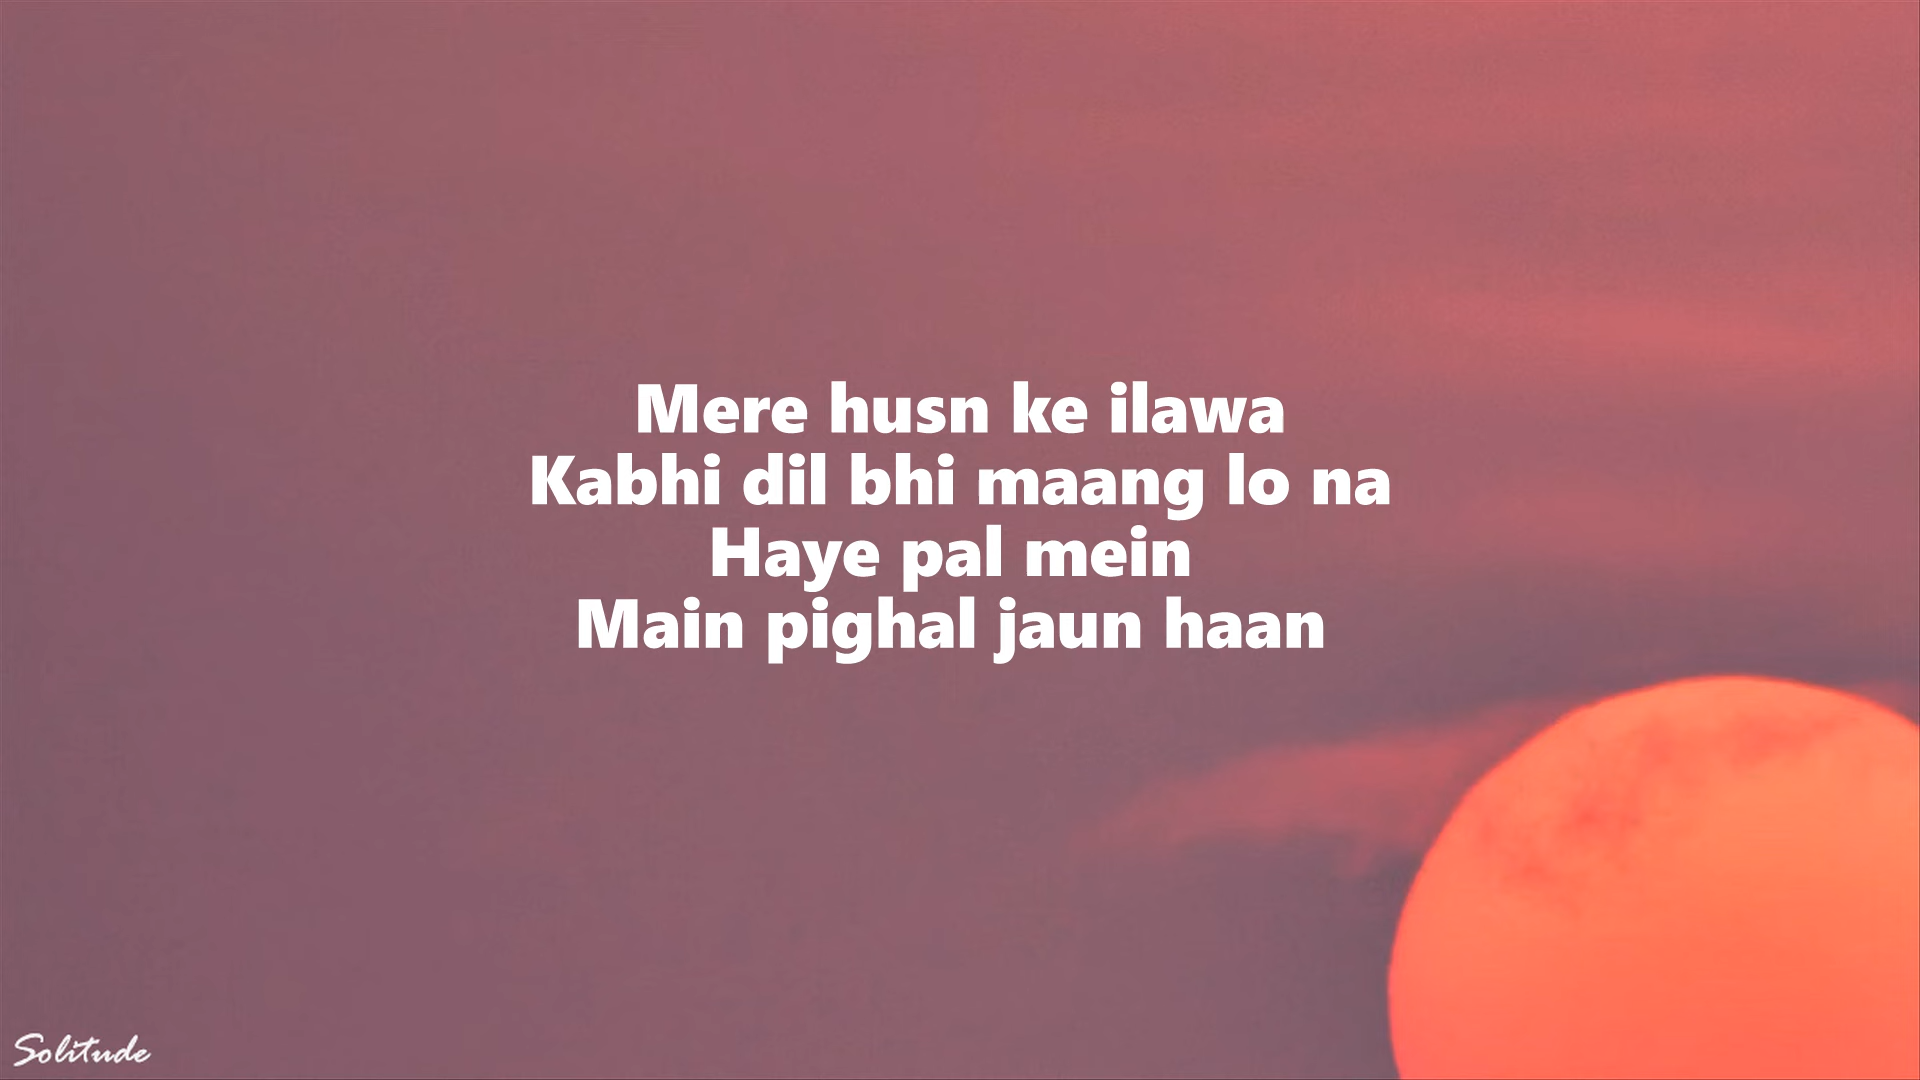 Mere husn ke ilawa
Kabhi dil bhi maang lo na
Haye pal mein
Main pighal jaun haan
Solitude